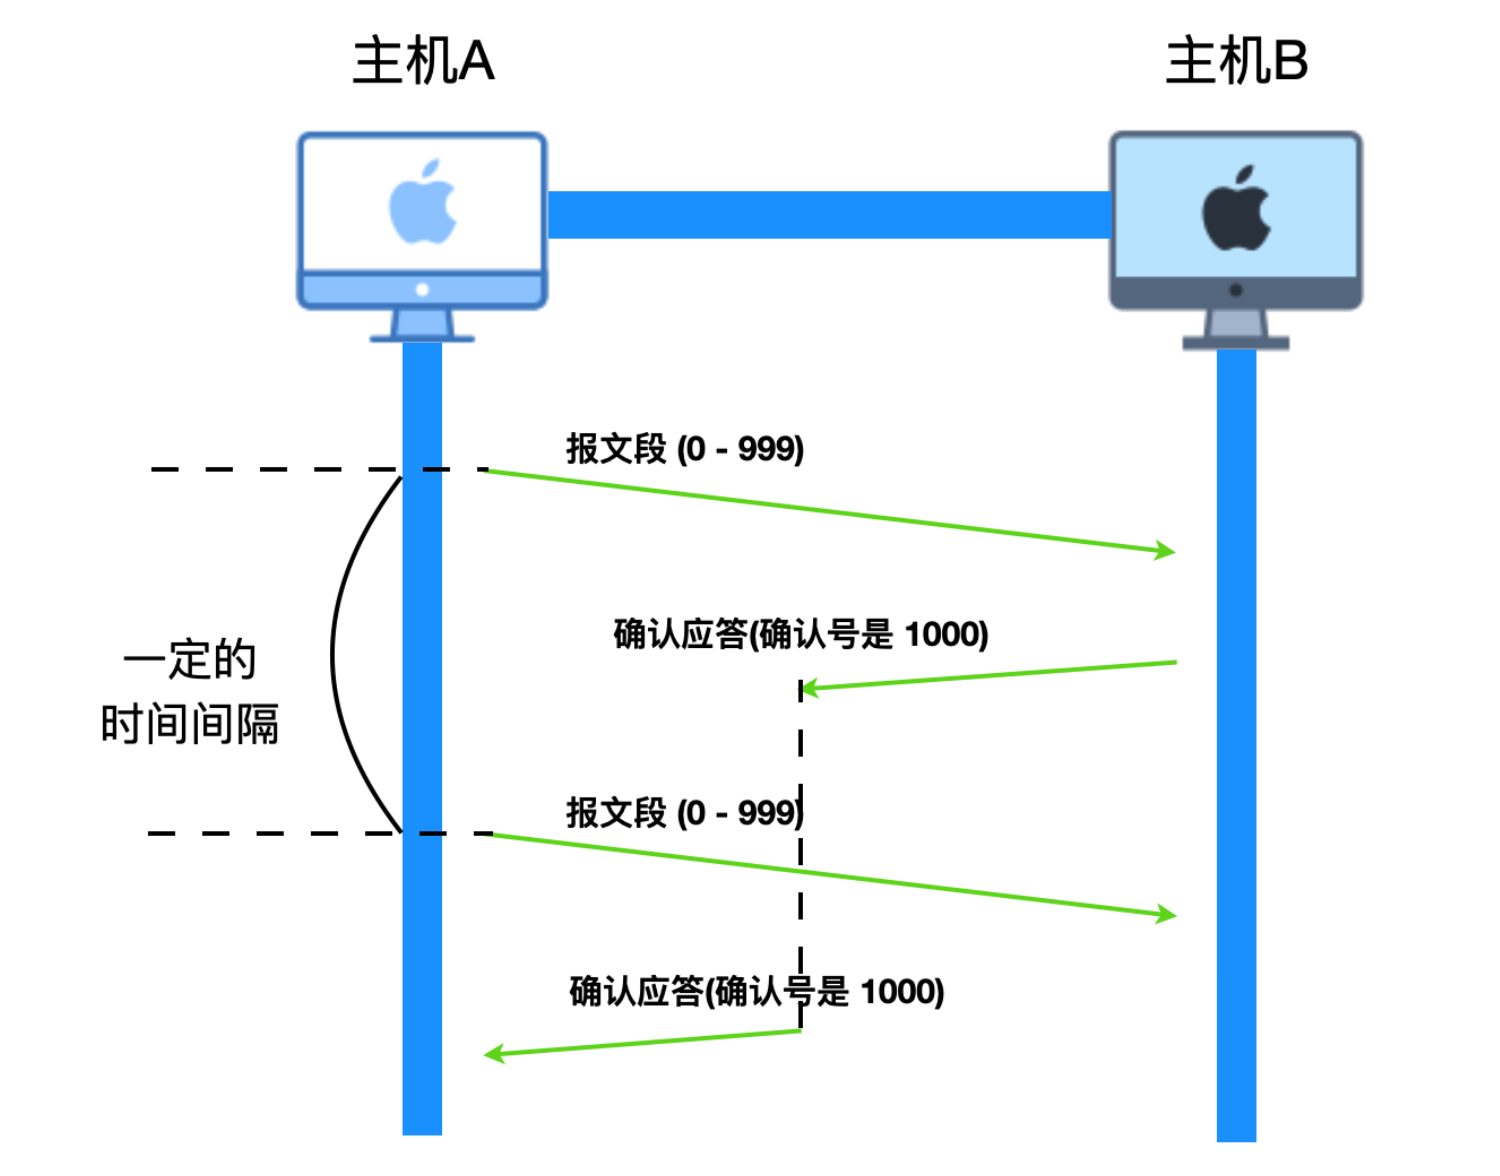 主机A
主机B
报文段 (0 - 999)
确认应答(确认号是 1000)
一定的
时间间隔
报文段 (0 - 999)
确认应答(确认号是 1000)